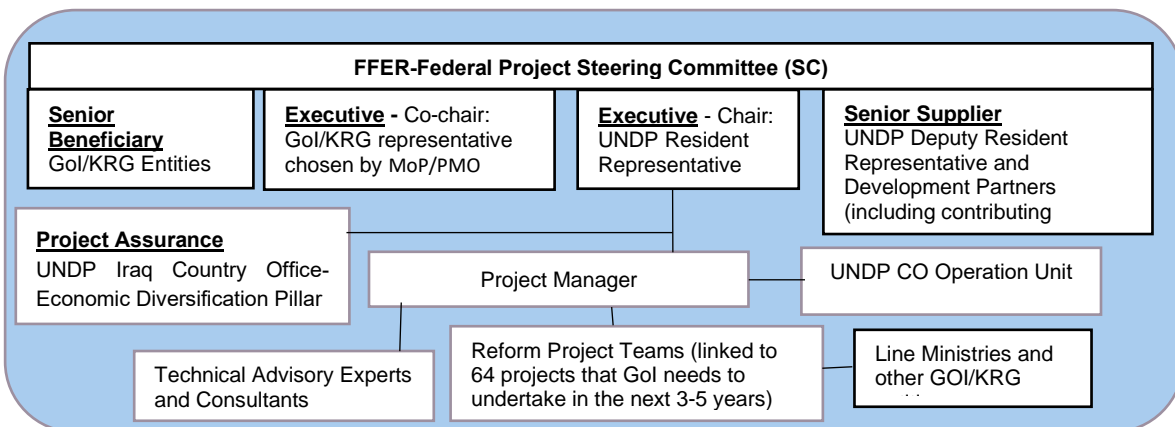 FFER-Federal Project Steering Committee (SC)
Senior
Beneficiary
GoI/KRG Entities
Executive - Co-chair:
GoI/KRG representative
chosen by MoP/PMO
Executive - Chair:
UNDP Resident
Representative
Senior Supplier
UNDP Deputy Resident
Representative and
Development Partners
(including contributing
Project Assurance
UNDP Iraq Country Office-
Economic Diversification Pillar
Project Manager
UNDP CO Operation Unit
Technical Advisory Experts
and Consultants
Reform Project Teams (linked to
64 projects that GoI needs to
undertake in the next 3-5 years)
Line Ministries and
other GOI/KRG